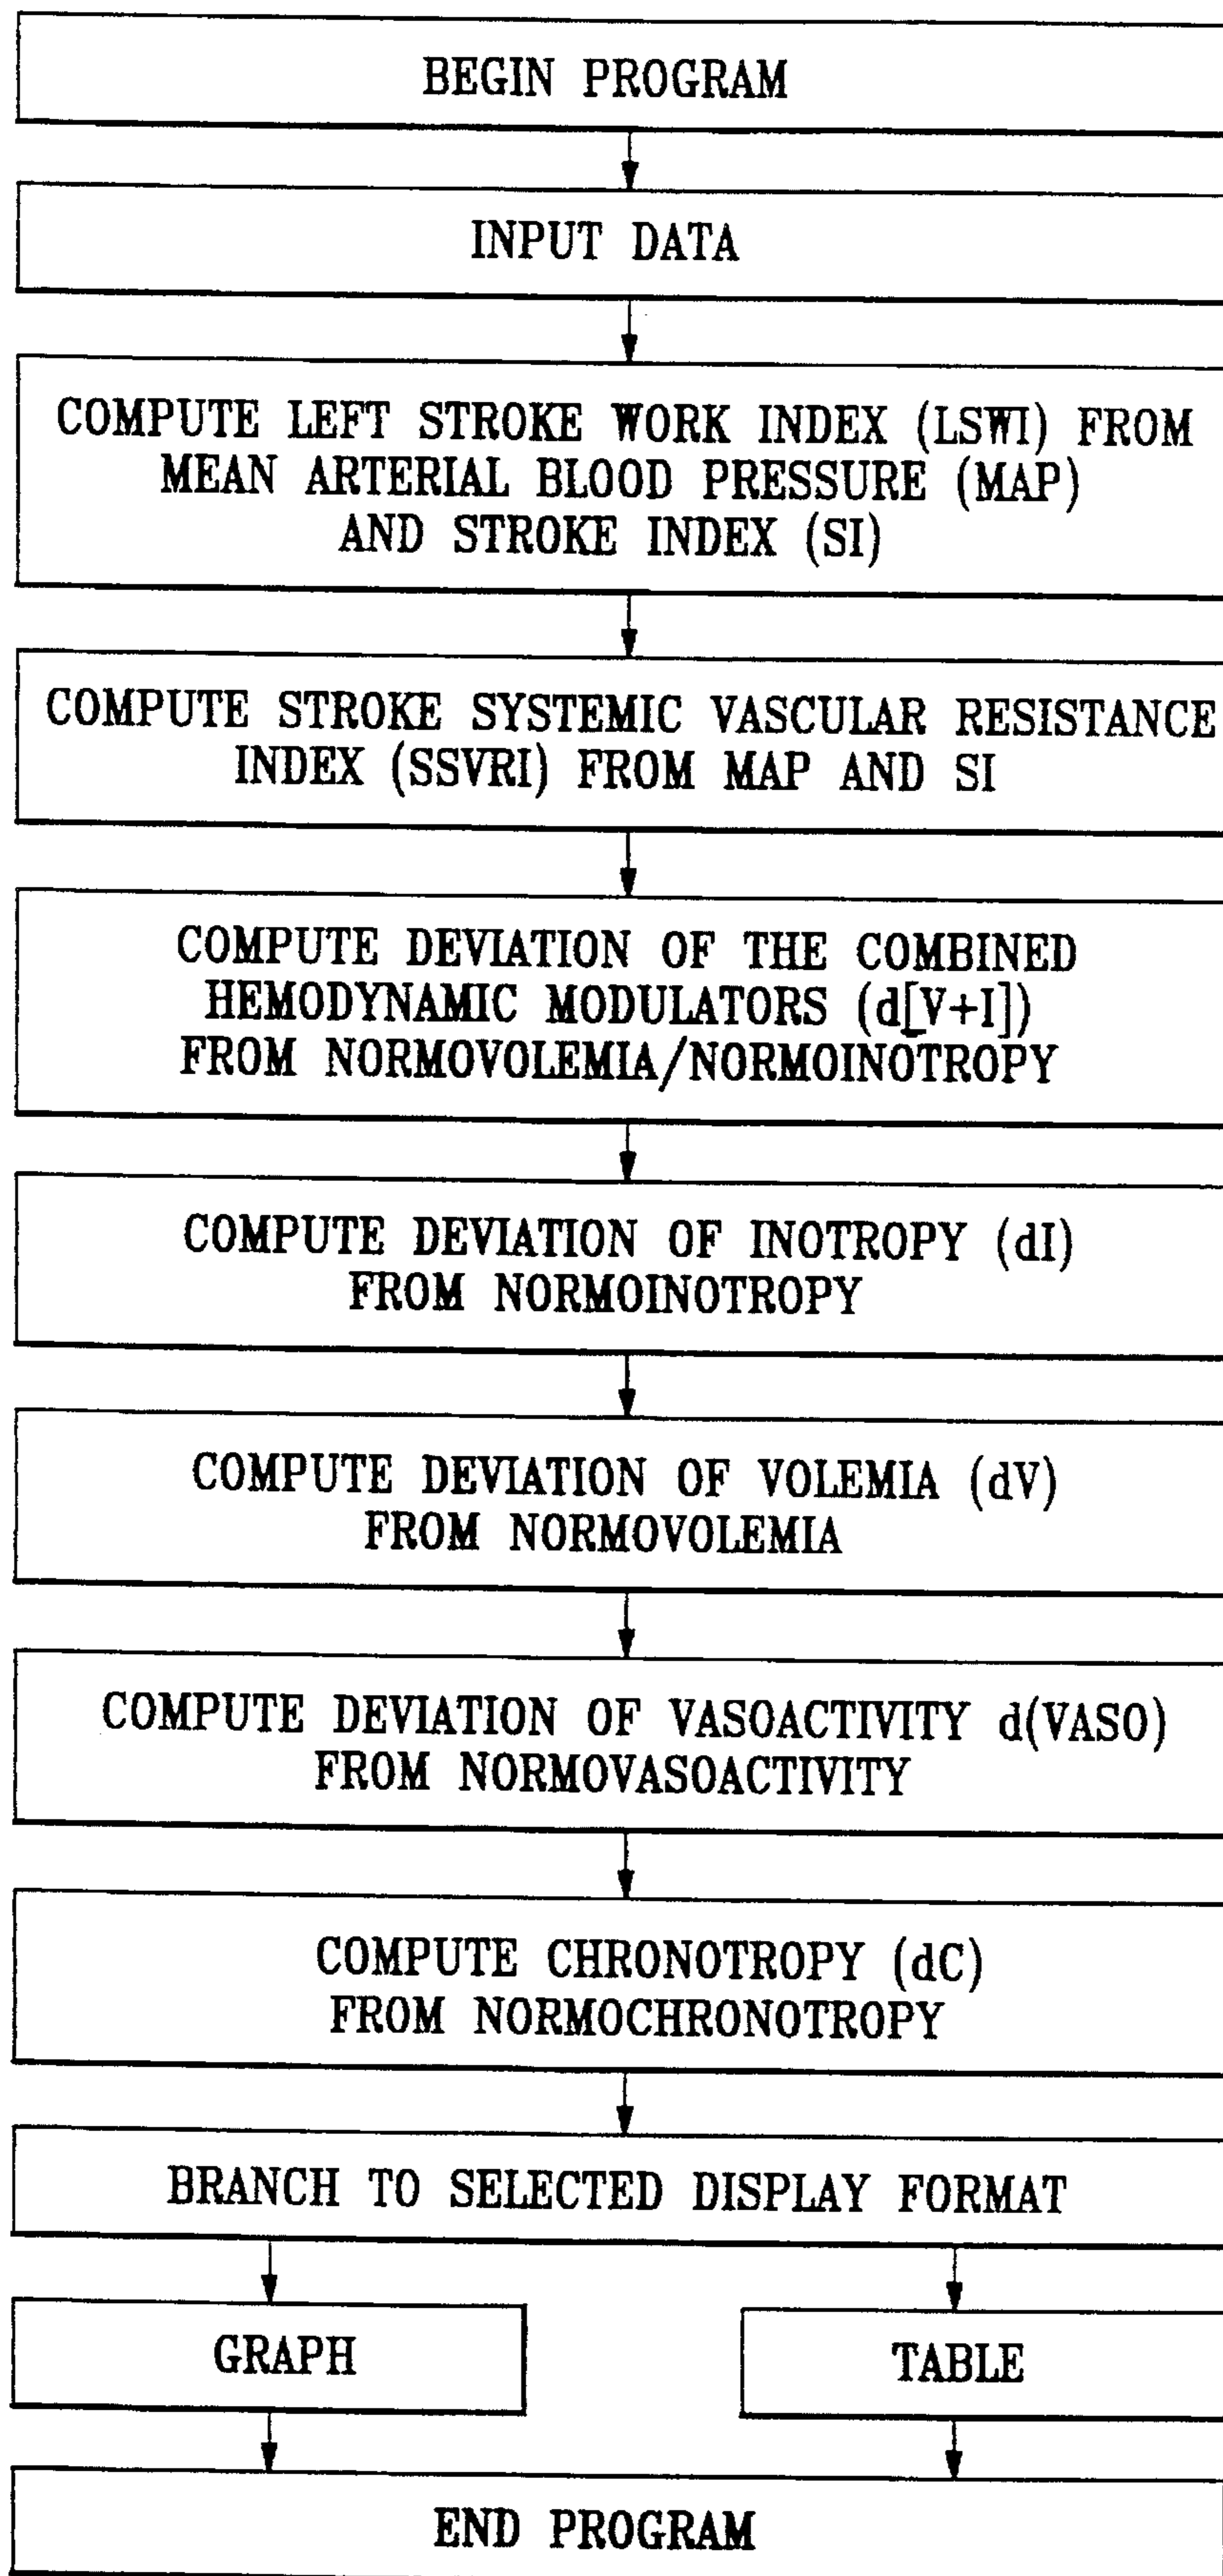 BEGIN PROGRAM
INPUT DATA
COMPUTE LEFT STROKE WORK INDEX (LSWI) FROM
MEAN ARTERIAL BLOOD PRESSURE (MAP)
AND STROKE INDEX (SI)
COMPUTE STROKE SYSTEMIC VASCULAR RESISTANCE
INDEX (SSVRI) FROM MAP AND SI
COMPUTE DEVIATION OF THE COMBINED
HEMODYNAMIC MODULATORS (d[V+I])
FROM NORMOVOLEMIA/NORMOINOTROPY
COMPUTE DEVIATION OF INOTROPY (dI)
FROM NORMOINOTROPY
COMPUTE DEVIATION OF VOLEMIA (dV)
FROM NORMOVOLEMIA
COMPUTE DEVIATION OF VASOACTIVITY d(VASO)
FROM NORMOVASOACTIVITY
COMPUTE CHRONOTROPY (dC)
FROM NORMOCHRONOTROPY
BRANCH TO SELECTED DISPLAY FORMAT
GRAPH
TABLE
END PROGRAM